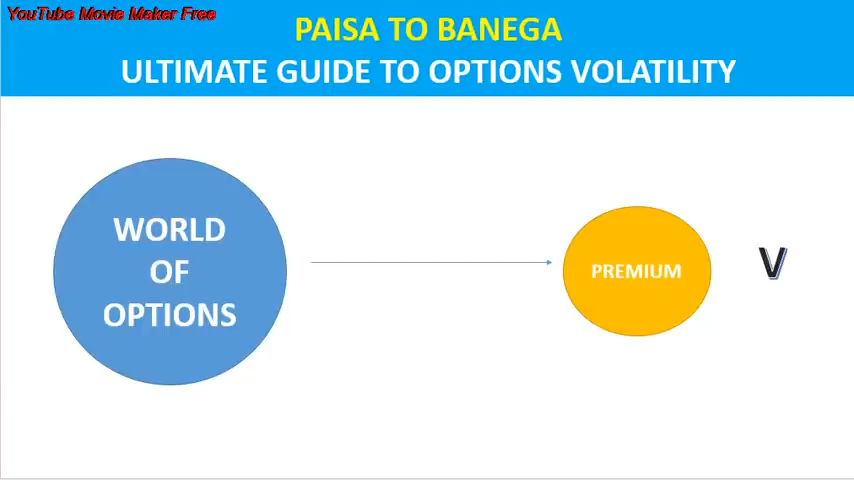 YouTube Movie Maker Free
PAISA TO BANEGA
ULTIMATE GUIDE TO OPTIONS VOLATILITY
WORLD
OF
OPTIONS
PREMIUM
V